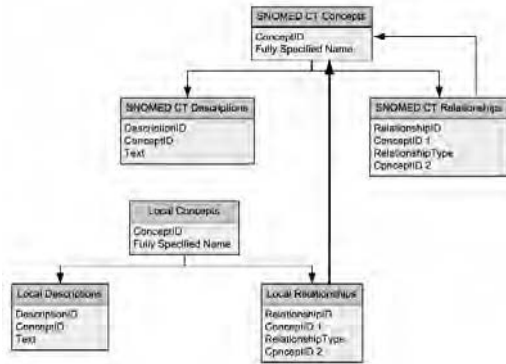 SNOMED CT Concepts
ConceptID
Fully Specified Name
SNOMED CT Descriptions
DescriptionID
ConceptID
Text
SNOMED CT Relationships
RelationshipID
ConceptID 1
RelationshipType
ConceptID 2
Local Concepts
ConceptID
Fully Specified Name
Local Descriptions
DescriptionID
ConceptID
Text
Local Relationships
RelationshipID
ConceptID 1
RelationshipType
ConceptID 2